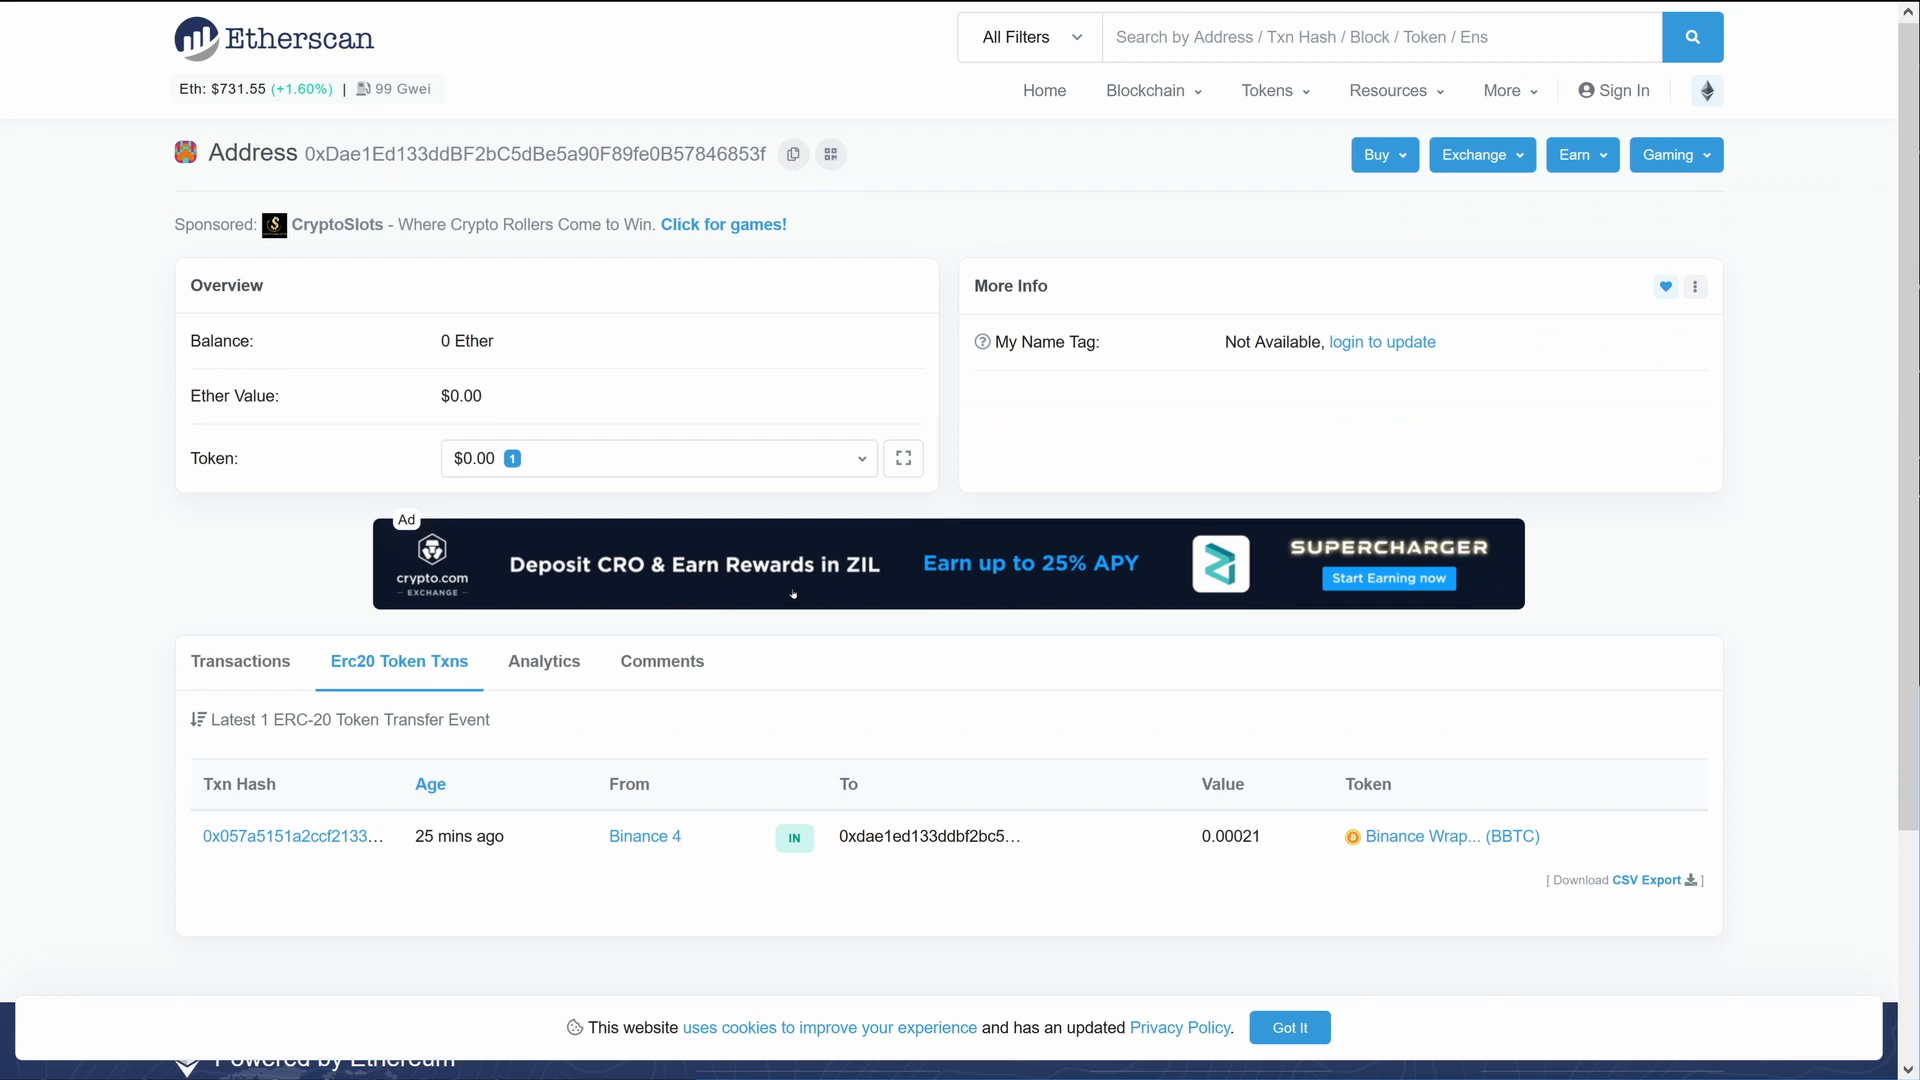 Etherscan
All Filters
Search by Address / Txn Hash / Block / Token / Ens
Eth: $731.55 (+1.60%) | 99 Gwei
Home Blockchain Tokens Resources More Sign In
Address 0xDae1Ed133ddBF2bC5dBe5a90F89fe0B57846853f
Buy Exchange Earn Gaming
Sponsored: CryptoSlots - Where Crypto Rollers Come to Win. Click for games!
Overview
Balance: 0 Ether
Ether Value: $0.00
Token: $0.00 1
More Info
My Name Tag: Not Available, login to update
Ad
crypto.com
EXCHANGE
Deposit CRO & Earn Rewards in ZIL
Earn up to 25% APY
SUPERCHARGER
Start Earning now
Transactions Erc20 Token Txns Analytics Comments
Latest 1 ERC-20 Token Transfer Event
Txn Hash Age From To Value Token
0x057a5151a2ccf2133... 25 mins ago Binance 4 IN 0xdae1ed133ddbf2bc5... 0.00021 Binance Wrap... (BBTC)
[ Download CSV Export ]
This website uses cookies to improve your experience and has an updated Privacy Policy. Got It
Powered by Ethereum